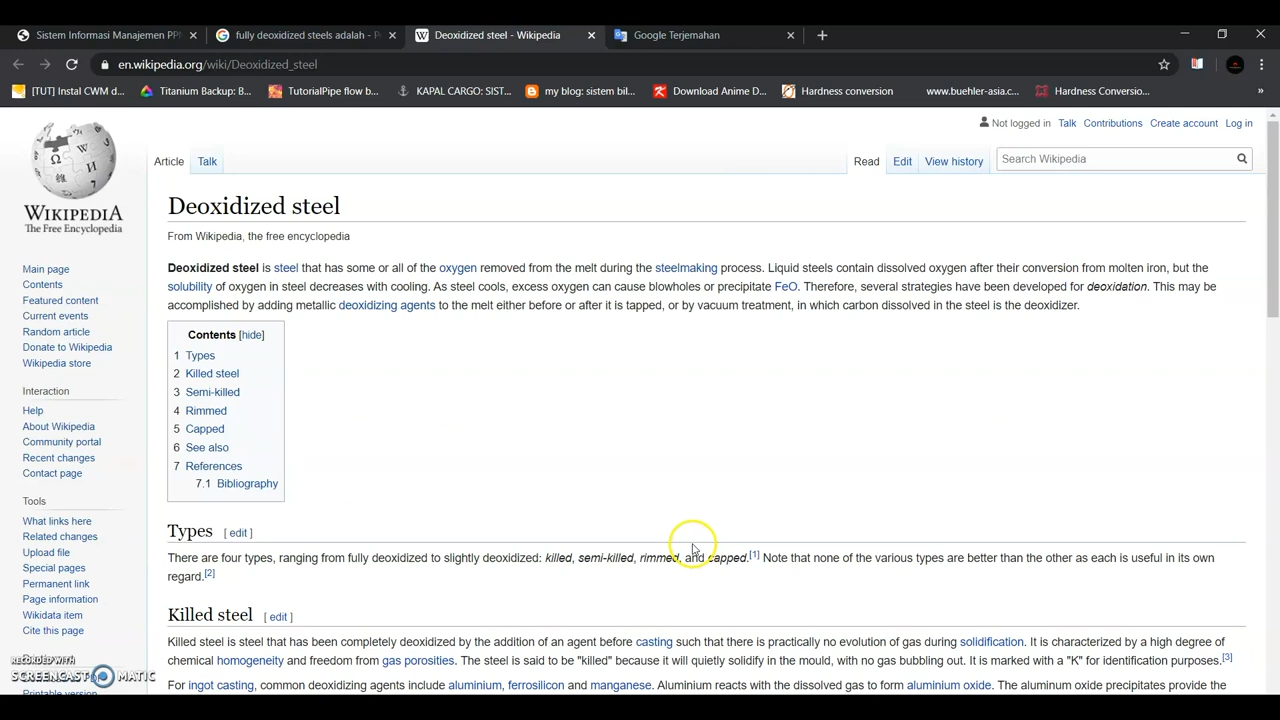 Sistem Informasi Manajemen PPM
fully deoxidized steels adalah - P
Deoxidized steel - Wikipedia
Google Terjemahan
en.wikipedia.org/wiki/Deoxidized_steel
[TUT] Instal CWM d...
Titanium Backup: B...
TutorialPipe flow b...
KAPAL CARGO: SIST...
my blog: sistem bil...
Download Anime D...
Hardness conversion
www.buehler-asia.c...
Hardness Conversio...
»
Not logged in Talk Contributions Create account Log in
Article Talk
Read Edit View history
Search Wikipedia
WIKIPEDIA
The Free Encyclopedia
Main page
Contents
Featured content
Current events
Random article
Donate to Wikipedia
Wikipedia store
Interaction
Help
About Wikipedia
Community portal
Recent changes
Contact page
Tools
What links here
Related changes
Upload file
Special pages
Permanent link
Page information
Wikidata item
Cite this page
Printable version
Deoxidized steel
From Wikipedia, the free encyclopedia
Deoxidized steel is steel that has some or all of the oxygen removed from the melt during the steelmaking process. Liquid steels contain dissolved oxygen after their conversion from molten iron, but the
solubility of oxygen in steel decreases with cooling. As steel cools, excess oxygen can cause blowholes or precipitate FeO. Therefore, several strategies have been developed for deoxidation. This may be
accomplished by adding metallic deoxidizing agents to the melt either before or after it is tapped, or by vacuum treatment, in which carbon dissolved in the steel is the deoxidizer.
Contents [hide]
1 Types
2 Killed steel
3 Semi-killed
4 Rimmed
5 Capped
6 See also
7 References
7.1 Bibliography
Types [ edit ]
There are four types, ranging from fully deoxidized to slightly deoxidized: killed, semi-killed, rimmed, and capped.[1] Note that none of the various types are better than the other as each is useful in its own
regard.[2]
Killed steel [ edit ]
Killed steel is steel that has been completely deoxidized by the addition of an agent before casting such that there is practically no evolution of gas during solidification. It is characterized by a high degree of
chemical homogeneity and freedom from gas porosities. The steel is said to be "killed" because it will quietly solidify in the mould, with no gas bubbling out. It is marked with a "K" for identification purposes.[3]
For ingot casting, common deoxidizing agents include aluminium, ferrosilicon and manganese. Aluminium reacts with the dissolved gas to form aluminium oxide. The aluminum oxide precipitates provide the
RECORDED WITH
SCREENCAST MATIC